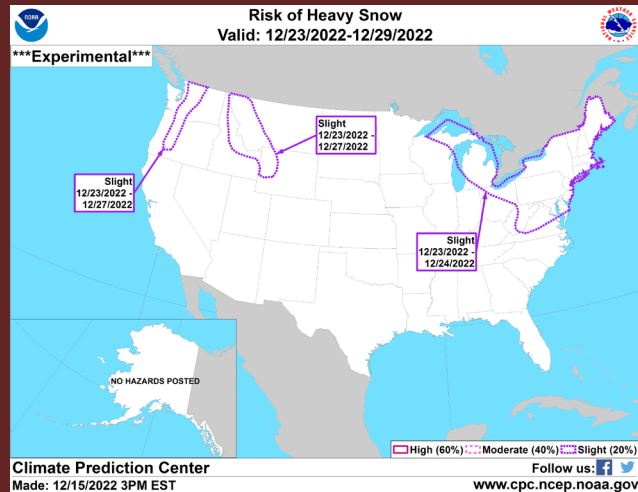 NOAA
Risk of Heavy Snow
Valid: 12/23/2022-12/29/2022
***Experimental***
Slight
12/23/2022 -
12/27/2022
Slight
12/23/2022 -
12/27/2022
Slight
12/23/2022 -
12/24/2022
NO HAZARDS POSTED
High (60%) Moderate (40%) Slight (20%)
Climate Prediction Center
Follow us:
Made: 12/15/2022 3PM EST
www.cpc.ncep.noaa.gov